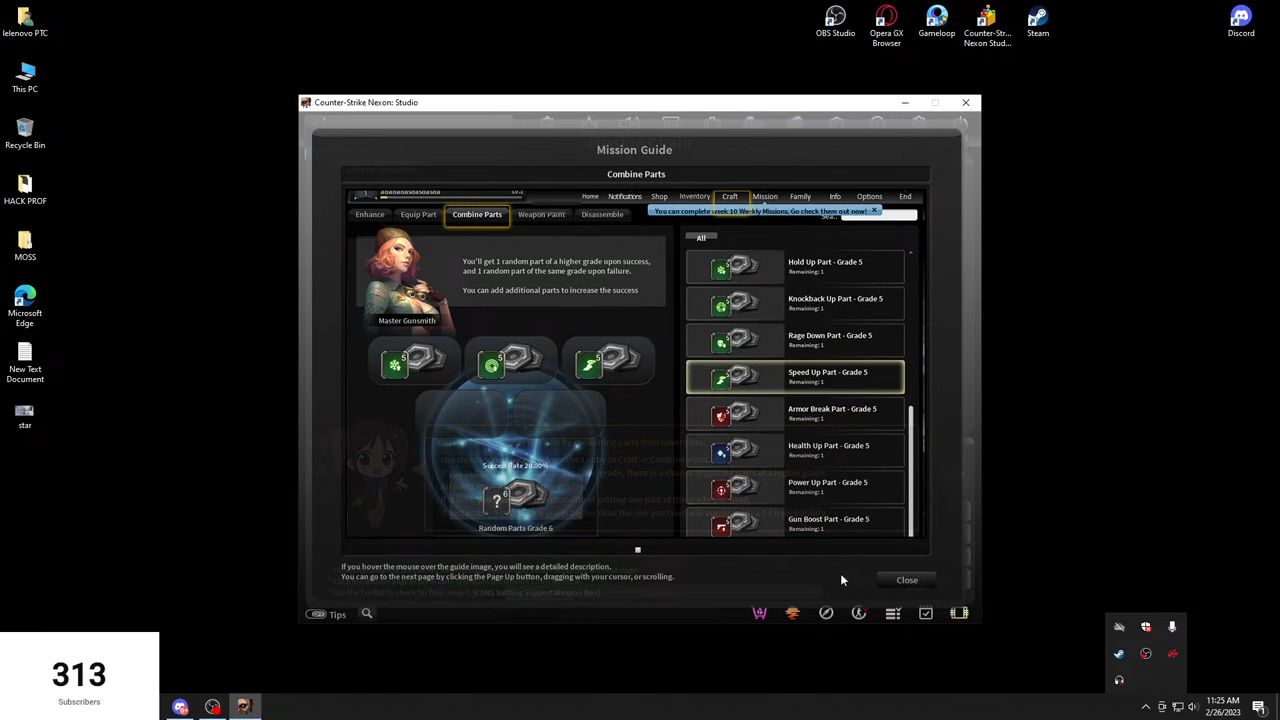 lelenovo PTC
This PC
Recycle Bin
HACK PROF
MOSS
Microsoft
Edge
New Text
Document
star
OBS Studio
Opera GX
Browser
Gameloop
Counter-Str...
Nexon Stud...
Steam
Discord
Counter-Strike Nexon: Studio
Mission Guide
Combine Parts
adadadasdasdasda
LV.1
Home
Notifications
Shop
Inventory
Craft
Mission
Family
Info
Options
End
Enhance
Equip Part
Combine Parts
Weapon Paint
Disassemble
You can complete week 10 Weekly Missions. Go check them out now!
All
You'll get 1 random part of a higher grade upon success,
and 1 random part of the same grade upon failure.
You can add additional parts to increase the success
Master Gunsmith
5
5
5
Success Rate 20.00%
? 6
Random Parts Grade 6
Hold Up Part - Grade 5
Remaining: 1
Knockback Up Part - Grade 5
Remaining: 1
Rage Down Part - Grade 5
Remaining: 1
Speed Up Part - Grade 5
Remaining: 1
Armor Break Part - Grade 5
Remaining: 1
Health Up Part - Grade 5
Remaining: 1
Power Up Part - Grade 5
Remaining: 1
Gun Boost Part - Grade 5
Remaining: 1
If you hover the mouse over the guide image, you will see a detailed description.
You can go to the next page by clicking the Page Up button, dragging with your cursor, or scrolling.
Close
Tips
313
Subscribers
11:25 AM
2/26/2023